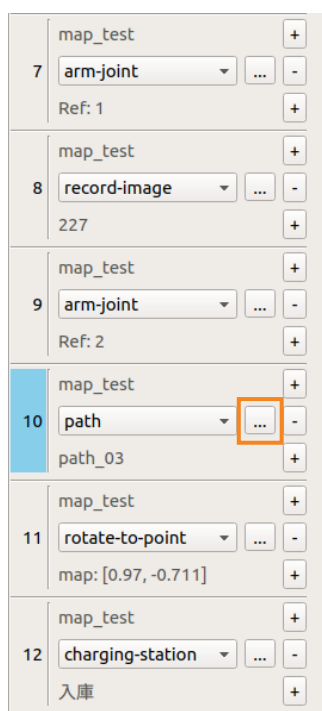 map_test +
7 arm-joint ... -
Ref: 1 +
map_test +
8 record-image ... -
227 +
map_test +
9 arm-joint ... -
Ref: 2 +
map_test +
10 path ... -
path_03 +
map_test +
11 rotate-to-point ... -
map: [0.97, -0.711] +
map_test +
12 charging-station ... -
入庫 +